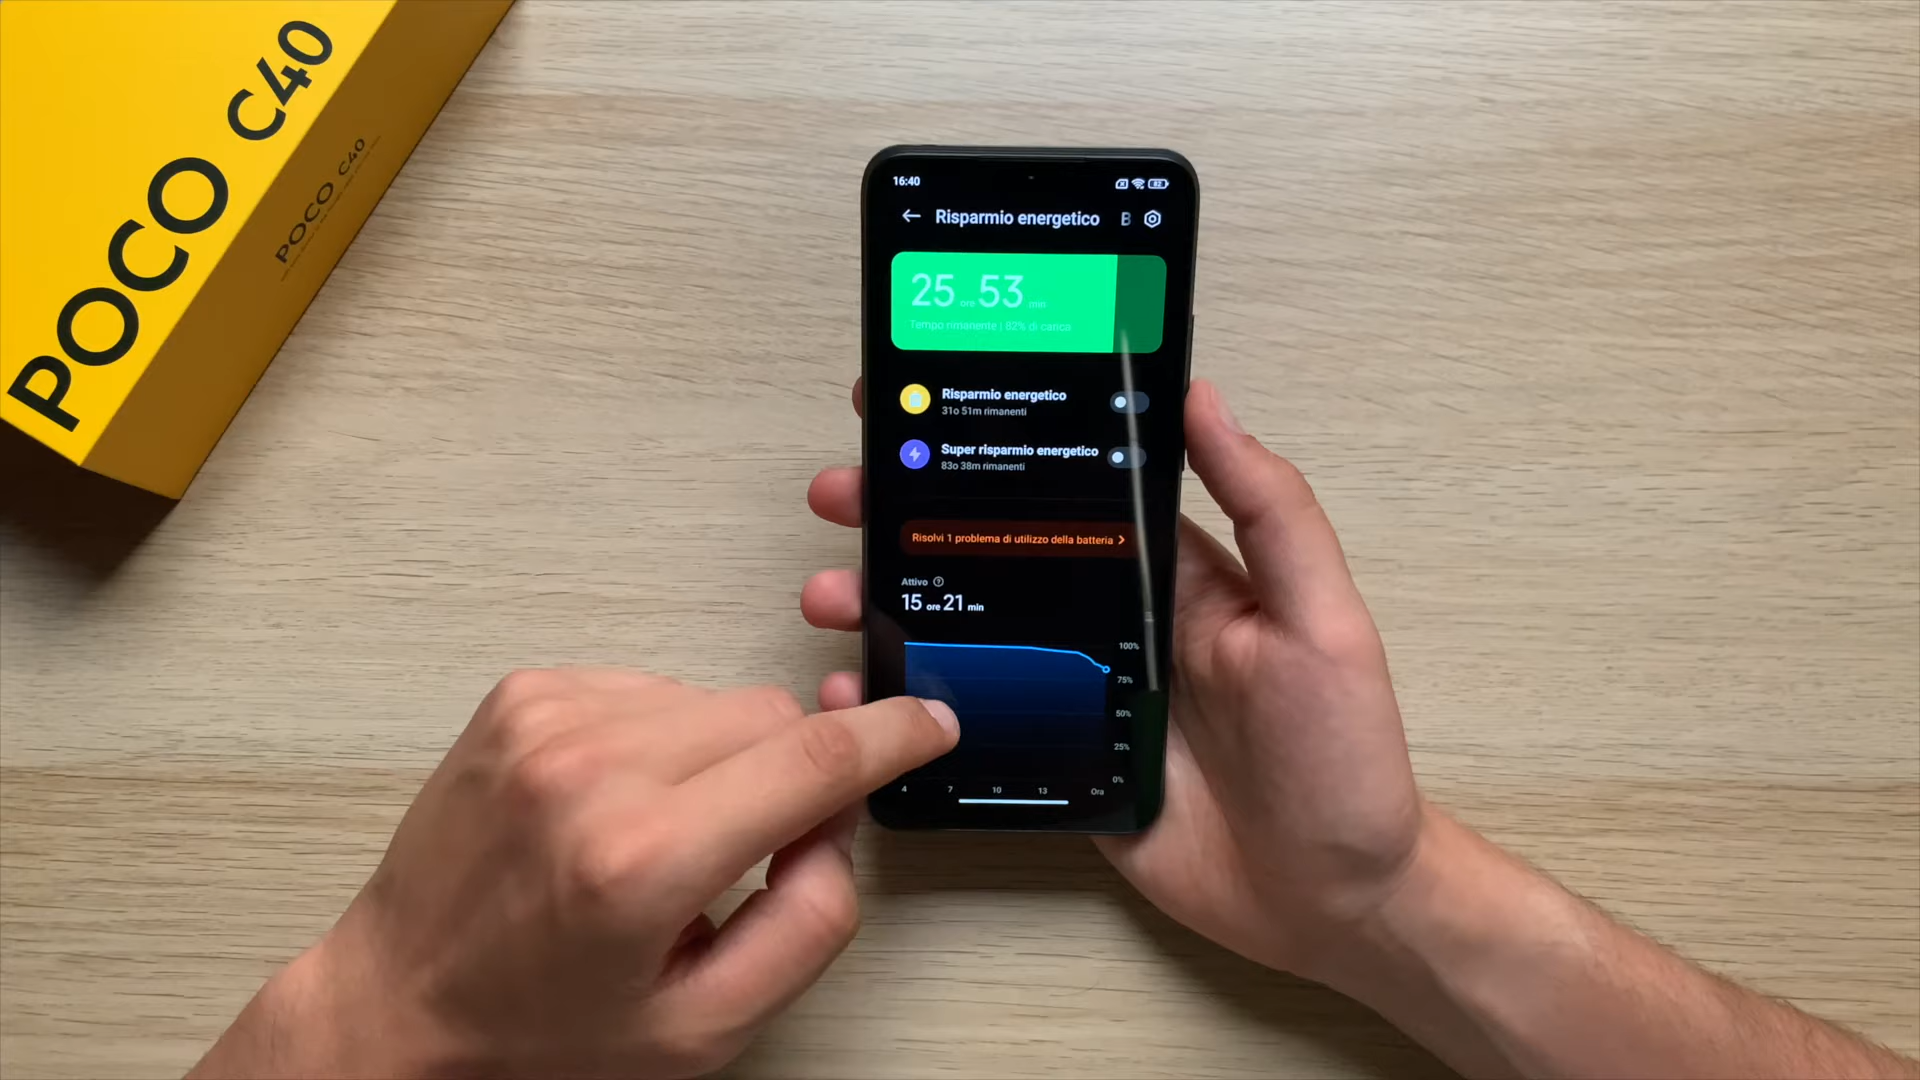 POCO C40
POCO C40
16:40
82
Risparmio energetico B
25 ore 53 min
Tempo rimanente | 82% di carica
Risparmio energetico
31o 51m rimanenti
Super risparmio energetico
83o 38m rimanenti
Risolvi 1 problema di utilizzo della batteria
Attivo ?
15 ore 21 min
100%
75%
50%
25%
0%
4 7 10 13 Ora